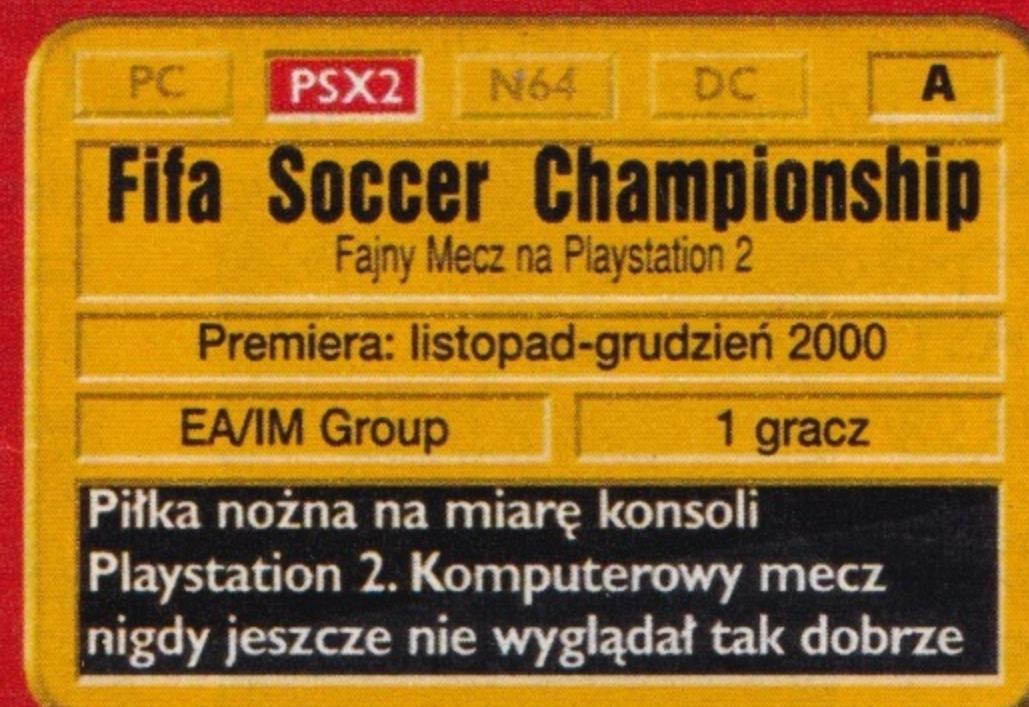 PC PSX2 N64 DC A
Fifa Soccer Championship
Fajny Mecz na Playstation 2
Premiera: listopad-grudzień 2000
EA/IM Group 1 gracz
Piłka nożna na miarę konsoli
Playstation 2. Komputerowy mecz
nigdy jeszcze nie wyglądał tak dobrze